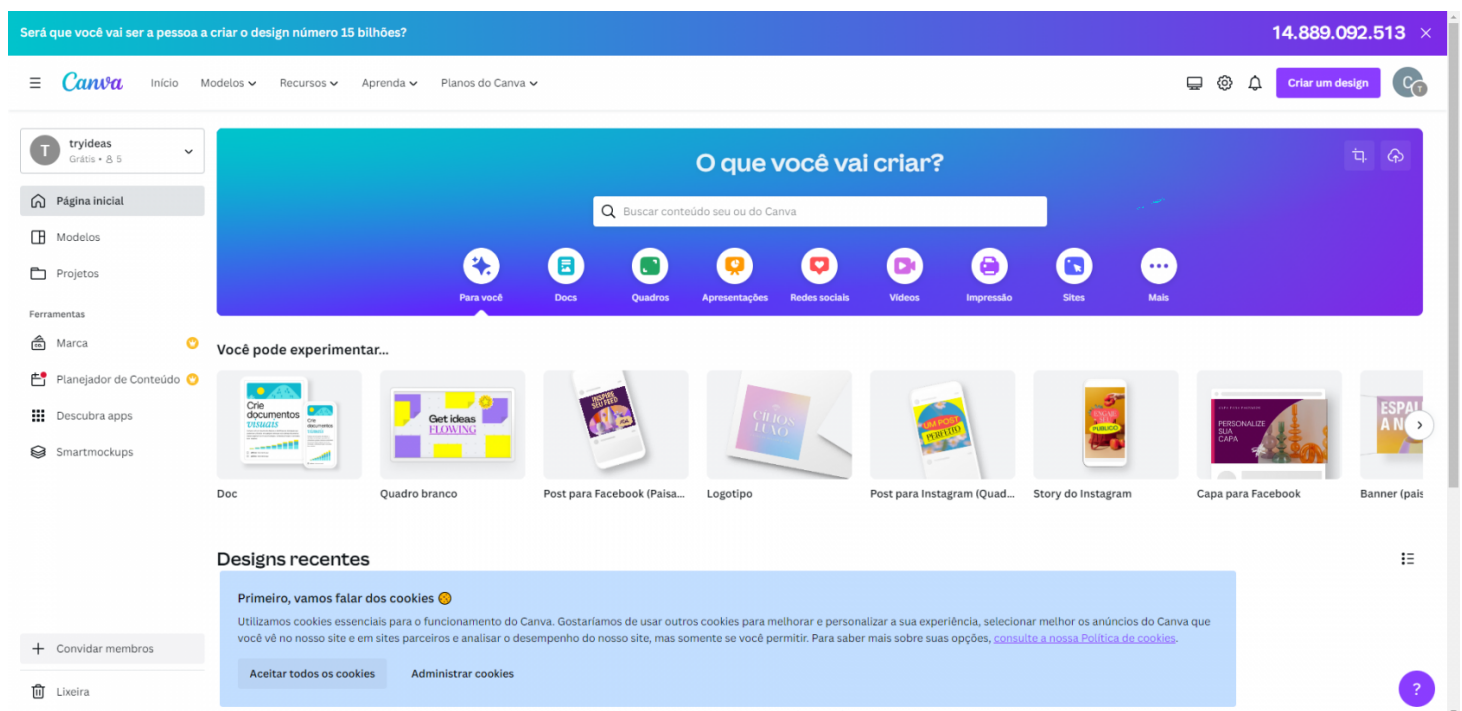 Será que você vai ser a pessoa a criar o design número 15 bilhões?
14.889.092.513
Canva
Início
Modelos
Recursos
Aprenda
Planos do Canva
Criar um design
C
T
T
tryideas
Grátis • 5
Página inicial
Modelos
Projetos
Ferramentas
Marca
Planejador de Conteúdo
Descubra apps
Smartmockups
Convidar membros
Lixeira
O que você vai criar?
Buscar conteúdo seu ou do Canva
Para você
Docs
Quadros
Apresentações
Redes sociais
Vídeos
Impressão
Sites
Mais
Você pode experimentar...
Crie
documentos
visuais
Get ideas
FLOWING
INSPIRE
SEU FEED
CILIOS
LUXO
UM POST
PERFEITO
PÚBLICO
PERSONALIZE
SUA
CAPA
Doc
Quadro branco
Post para Facebook (Paisa...
Logotipo
Post para Instagram (Quad...
Story do Instagram
Capa para Facebook
Banner (pais
Designs recentes
Primeiro, vamos falar dos cookies
Utilizamos cookies essenciais para o funcionamento do Canva. Gostaríamos de usar outros cookies para melhorar e personalizar a sua experiência, selecionar melhor os anúncios do Canva que
você vê no nosso site e em sites parceiros e analisar o desempenho do nosso site, mas somente se você permitir. Para saber mais sobre suas opções, consulte a nossa Política de cookies.
Aceitar todos os cookies
Administrar cookies
?